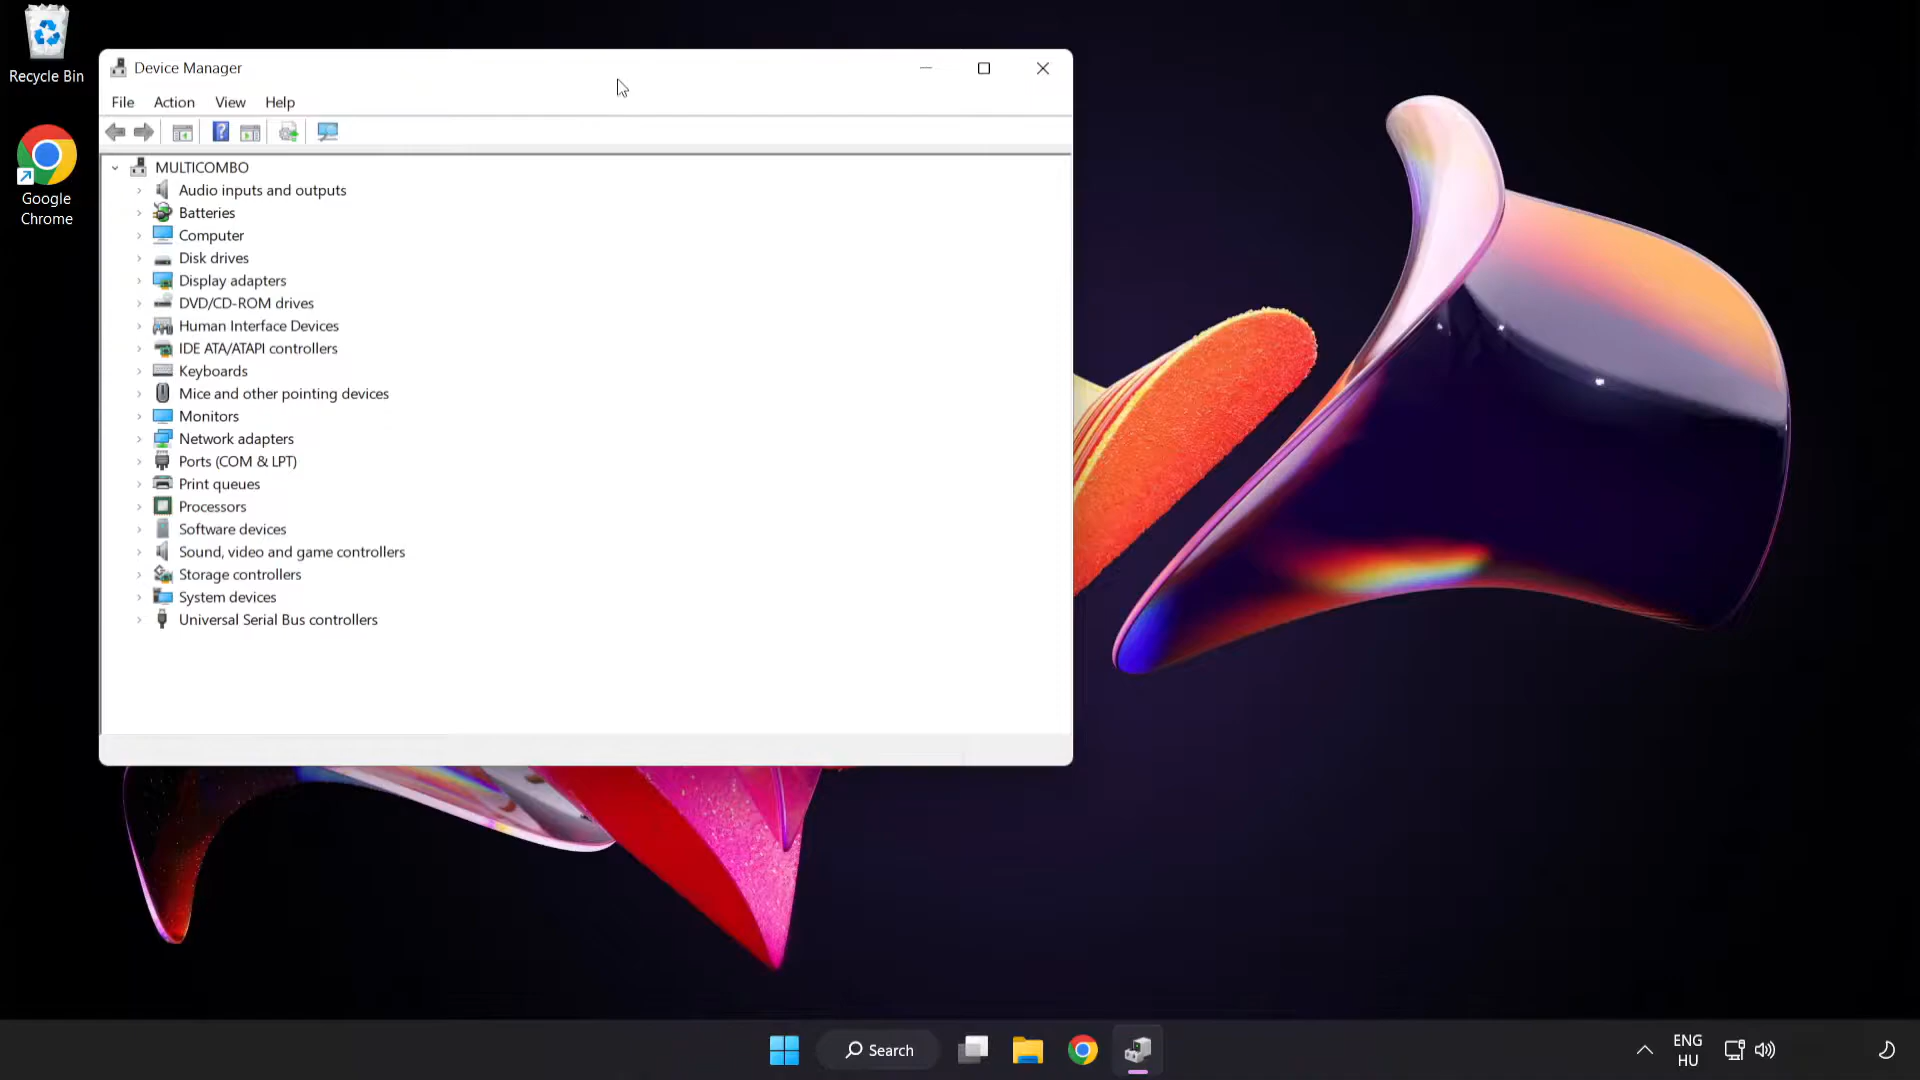 Recycle Bin
Google
Chrome
Device Manager
File Action View Help
MULTICOMBO
Audio inputs and outputs
Batteries
Computer
Disk drives
Display adapters
DVD/CD-ROM drives
Human Interface Devices
IDE ATA/ATAPI controllers
Keyboards
Mice and other pointing devices
Monitors
Network adapters
Ports (COM & LPT)
Print queues
Processors
Software devices
Sound, video and game controllers
Storage controllers
System devices
Universal Serial Bus controllers
Search
ENG
HU